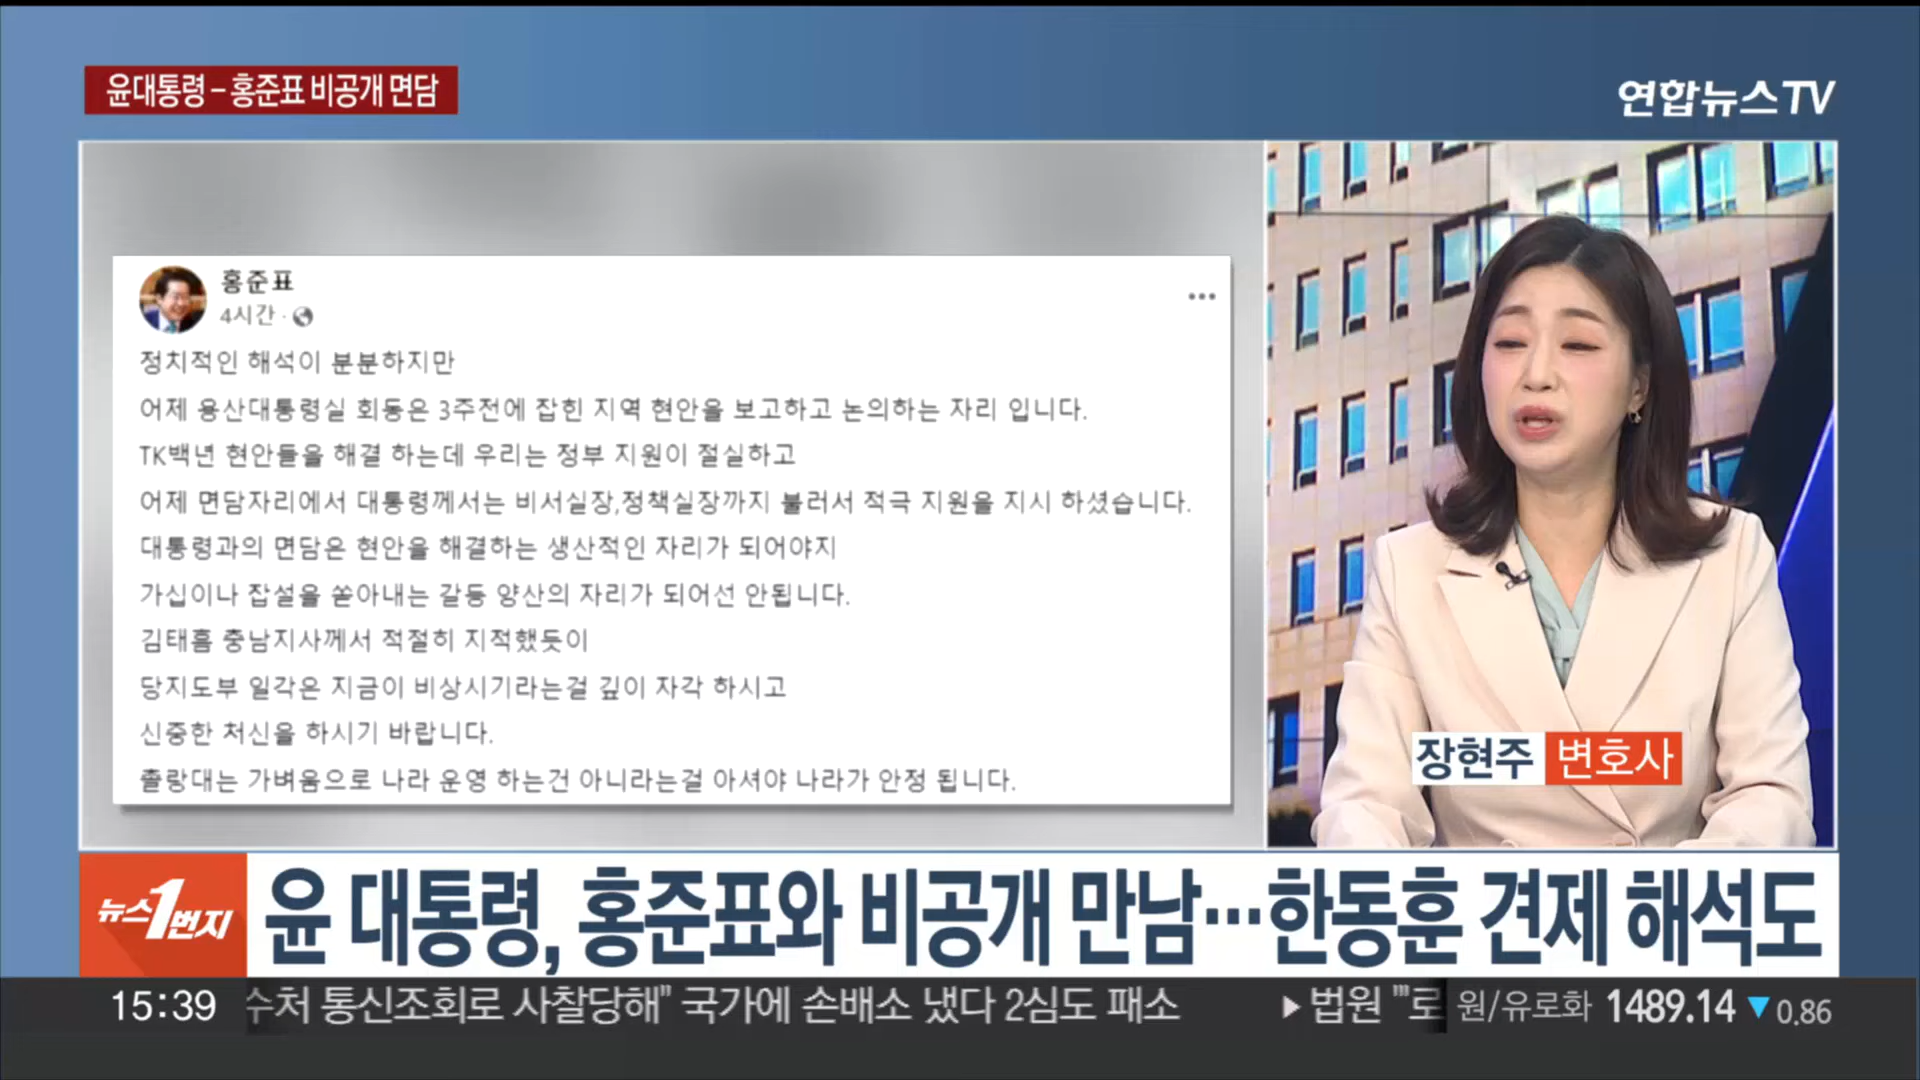 윤대통령 – 홍준표 비공개 면담
연합뉴스TV
홍준표
4시간
정치적인 해석이 분분하지만
어제 용산대통령실 회동은 3주전에 잡힌 지역 현안을 보고하고 논의하는 자리 입니다.
TK백년 현안들을 해결 하는데 우리는 정부 지원이 절실하고
어제 면담자리에서 대통령께서는 비서실장,정책실장까지 불러서 적극 지원을 지시 하셨습니다.
대통령과의 면담은 현안을 해결하는 생산적인 자리가 되어야지
가십이나 잡설을 쏟아내는 갈등 양산의 자리가 되어선 안됩니다.
김태흠 충남지사께서 적절히 지적했듯이
당지도부 일각은 지금이 비상시기라는걸 깊이 자각 하시고
신중한 처신을 하시기 바랍니다.
촐랑대는 가벼움으로 나라 운영 하는건 아니라는걸 아셔야 나라가 안정 됩니다.
장현주 변호사
뉴스1번지
윤 대통령, 홍준표와 비공개 만남…한동훈 견제 해석도
15:39 수처 통신조회로 사찰당해" 국가에 손배소 냈다 2심도 패소 ▶법원 "'로 원/유로화 1489.14 ▼0.86